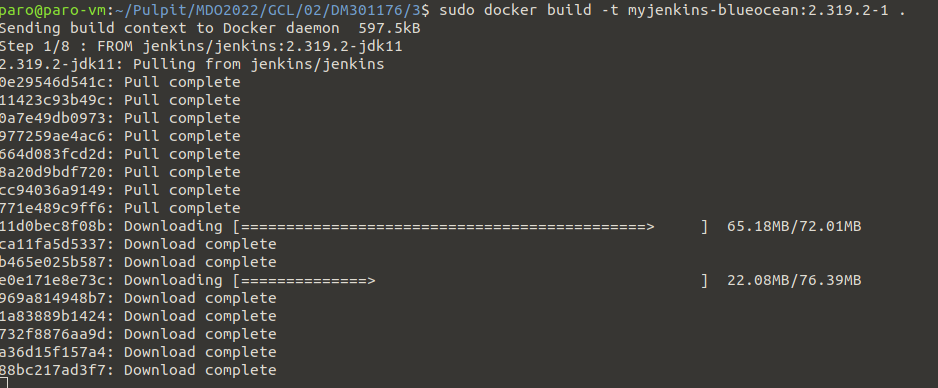 paro@paro-vm:~/Pulpit/MDO2022/GCL/02/DM301176/3$ sudo docker build -t myjenkins-blueocean:2.319.2-1 .
Sending build context to Docker daemon  597.5kB
Step 1/8 : FROM jenkins/jenkins:2.319.2-jdk11
2.319.2-jdk11: Pulling from jenkins/jenkins
0e29546d541c: Pull complete
11423c93b49c: Pull complete
0a7e49db0973: Pull complete
977259ae4ac6: Pull complete
664d083fcd2d: Pull complete
8a20d9bdf720: Pull complete
cc94036a9149: Pull complete
771e489c9ff6: Pull complete
11d0bec8f08b: Downloading [=============================================>     ]  65.18MB/72.01MB
ca11fa5d5337: Download complete
b465e025b587: Download complete
e0e171e8e73c: Downloading [==============>                                    ]  22.08MB/76.39MB
969a814948b7: Download complete
1a83889b1424: Download complete
732f8876aa9d: Download complete
a36d15f157a4: Download complete
88bc217ad3f7: Download complete